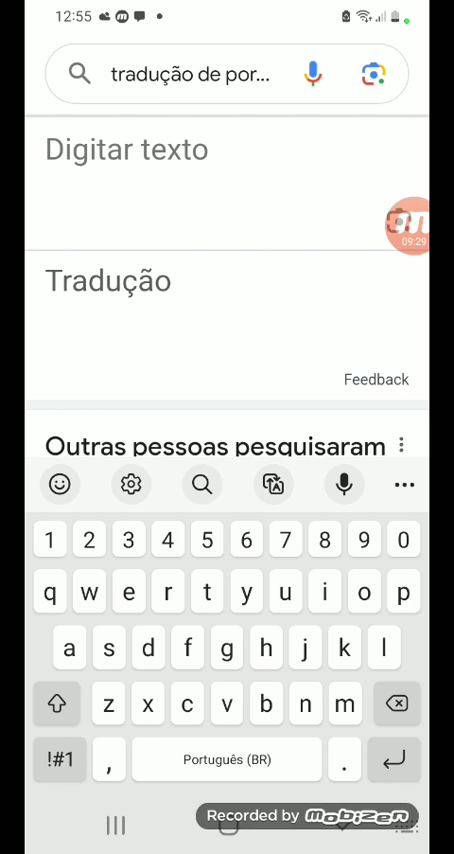 12:55
tradução de por...
Digitar texto
09:29
Tradução
Feedback
Outras pessoas pesquisaram
1 2 3 4 5 6 7 8 9 0
q w e r t y u i o p
a s d f g h j k l
z x c v b n m
!#1 , Português (BR) .
Recorded by MOBIZEN